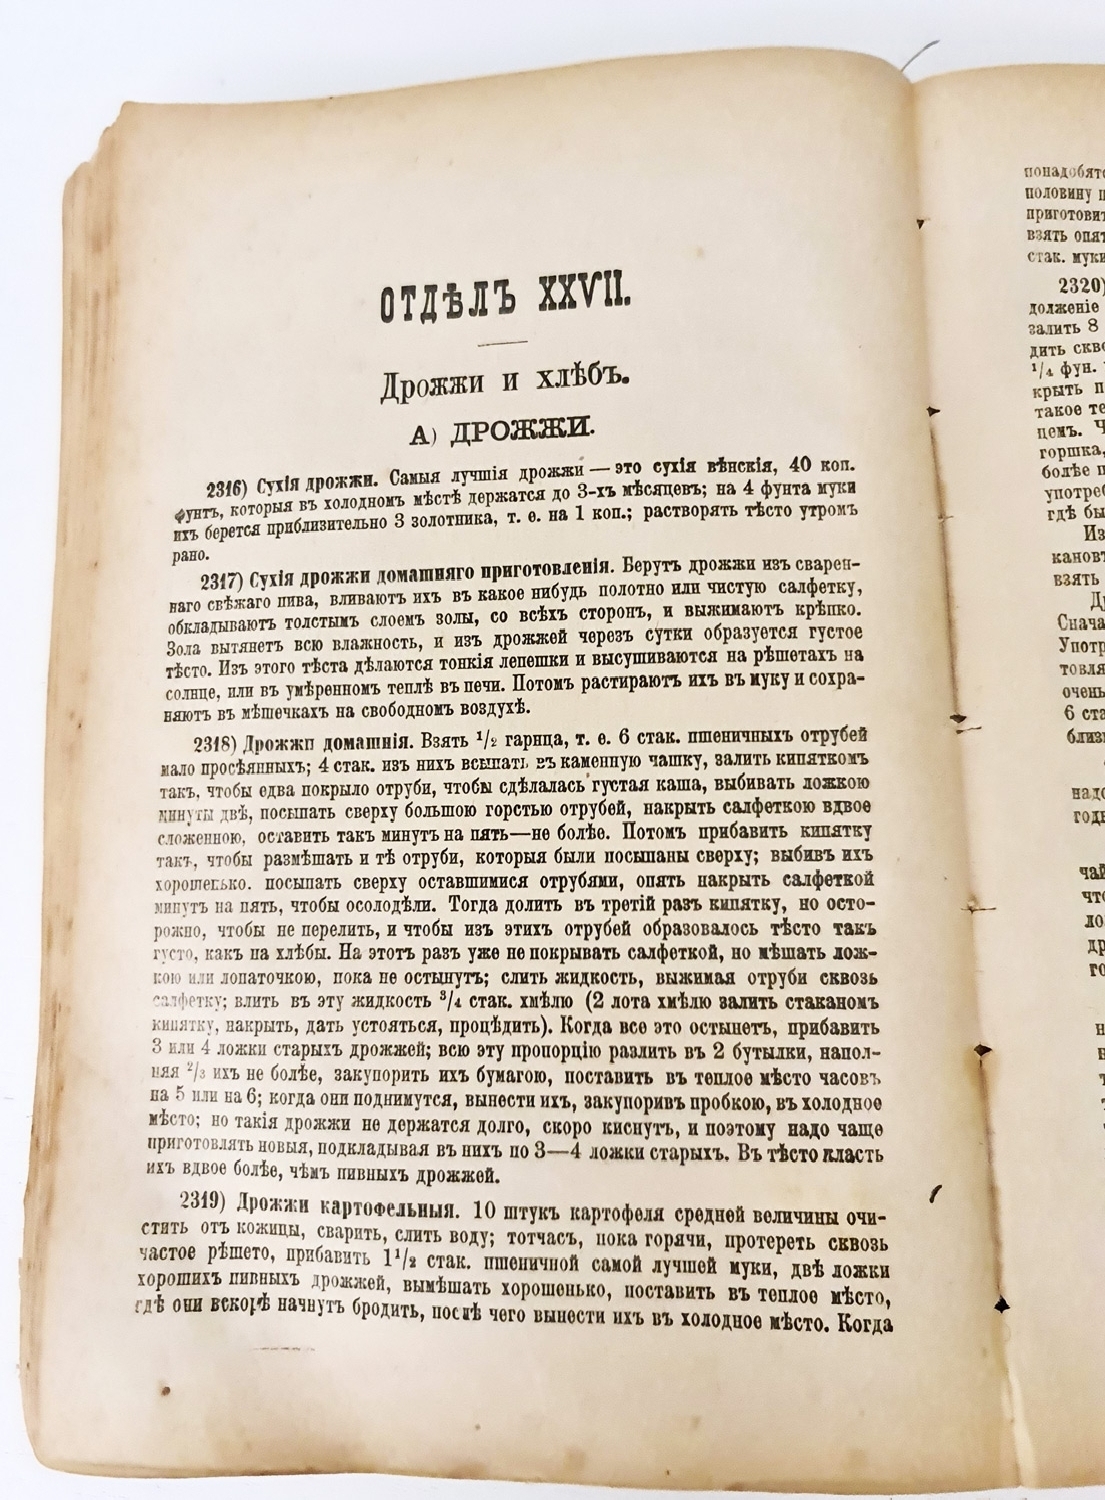 ОТДѢЛЪ XXVII.
Дрожжи и хлѣбъ.
А) ДРОЖЖИ.
2316) Сухія дрожжи. Самыя лучшія дрожжи — это сухія вѣнскія, 40 коп.
фунтъ, которыя въ холодномъ мѣстѣ держатся до 3-хъ мѣсяцевъ; на 4 фунта муки
ихъ берется приблизительно 3 золотника, т. е. на 1 коп.; растворять тѣсто утромъ
рано.
2317) Сухія дрожжи домашняго приготовленія. Берутъ дрожжи изъ сварен-
наго свѣжаго пива, вливаютъ ихъ въ какое нибудь полотно или чистую салфетку,
обкладываютъ толстымъ слоемъ золы, со всѣхъ сторонъ, и выжимаютъ крѣпко.
Зола вытянетъ всю влажность, и изъ дрожжей черезъ сутки образуется густое
тѣсто. Изъ этого тѣста дѣлаются тонкія лепешки и высушиваются на рѣшетахъ на
солнце, или въ умѣренномъ теплѣ въ печи. Потомъ растираютъ ихъ въ муку и сохра-
няютъ въ мѣшечкахъ на свободномъ воздухѣ.
2318) Дрожжи домашнія. Взять 1/2 гарнца, т. е. 6 стак. пшеничныхъ отрубей
мало просѣянныхъ; 4 стак. изъ нихъ всыпать въ каменную чашку, залить кипяткомъ
такъ, чтобы едва покрыло отруби, чтобы сдѣлалась густая каша, выбивать ложкою
минуты двѣ, посыпать сверху большою горстью отрубей, накрыть салфеткою вдвое
сложенною, оставить такъ минутъ на пять—не болѣе. Потомъ прибавить кипятку
такъ, чтобы размѣшать и тѣ отруби, которыя были посыпаны сверху; выбивъ ихъ
хорошенько. посыпать сверху оставшимися отрубями, опять накрыть салфеткой
минутъ на пять, чтобы осолодѣли. Тогда долить въ третій разъ кипятку, но осто-
рожно, чтобы не перелить, и чтобы изъ этихъ отрубей образовалось тѣсто такъ
густо, какъ на хлѣбы. На этотъ разъ уже не покрывать салфеткой, но мѣшать лож-
кою или лопаточкою, пока не остынутъ; слить жидкость, выжимая отруби сквозь
салфетку; влить въ эту жидкость 3/4 стак. хмѣлю (2 лота хмѣлю залить стаканомъ
кипятку, накрыть, дать устояться, процѣдить). Когда все это остынетъ, прибавить
3 или 4 ложки старыхъ дрожжей; всю эту пропорцію разлить въ 2 бутылки, напол-
няя 2/3 ихъ не болѣе, закупорить ихъ бумагою, поставить въ теплое мѣсто часовъ
на 5 или на 6; когда они поднимутся, вынести ихъ, закупоривъ пробкою, въ холодное
мѣсто; но такія дрожжи не держатся долго, скоро киснутъ, и поэтому надо чаще
приготовлять новыя, подкладывая въ нихъ по 3—4 ложки старыхъ. Въ тѣсто класть
ихъ вдвое болѣе, чѣмъ пивныхъ дрожжей.
2319) Дрожжи картофельныя. 10 штукъ картофеля средней величины очи-
стить отъ кожицы, сварить, слить воду; тотчасъ, пока горячи, протереть сквозь
частое рѣшето, прибавить 1 1/2 стак. пшеничной самой лучшей муки, двѣ ложки
хорошихъ пивныхъ дрожжей, вымѣшать хорошенько, поставить въ теплое мѣсто,
гдѣ они вскорѣ начнутъ бродить, послѣ чего вынести ихъ въ холодное мѣсто. Когда
половину
взять
стак. муки
2320)
долженіе
залить 8
1/4 фун.
такое
цемъ.
горшка,
болѣе
Из
взять
очень
6